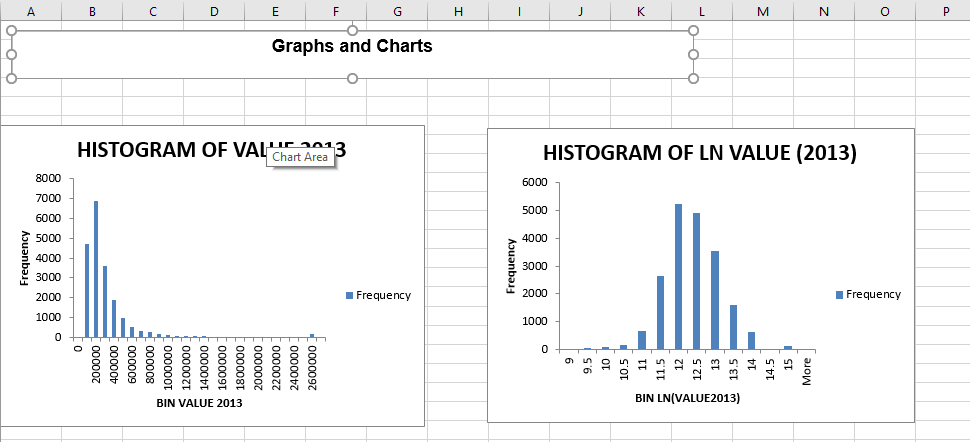 A B C D E F G H I J K L M N O P
Graphs and Charts
HISTOGRAM OF VALUE 2013
Chart Area
8000
7000
6000
5000
4000
3000
2000
1000
0
Frequency
0 200000 400000 600000 800000 1000000 1200000 1400000 1600000 1800000 2000000 2200000 2400000 2600000
BIN VALUE 2013
Frequency
HISTOGRAM OF LN VALUE (2013)
6000
5000
4000
3000
2000
1000
0
Frequency
9 9.5 10 10.5 11 11.5 12 12.5 13 13.5 14 14.5 15 More
BIN LN(VALUE2013)
Frequency